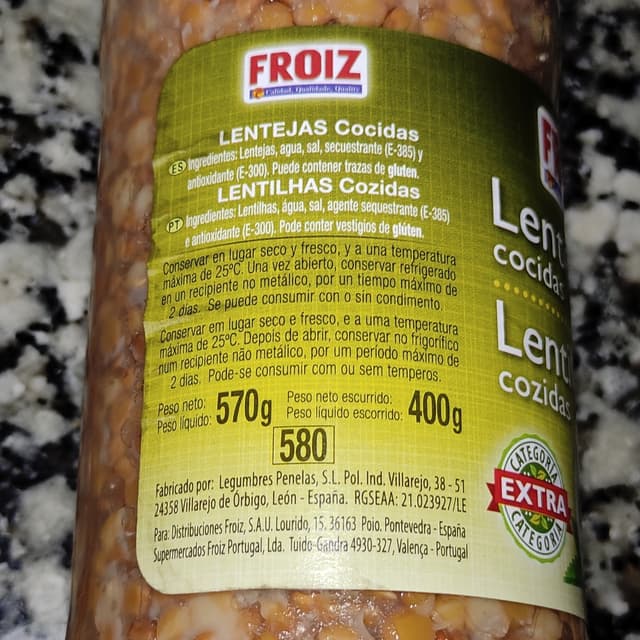 FROIZ
Calidad, Qualidade, Quality
LENTEJAS Cocidas
ES Ingredientes: Lentejas, agua, sal, secuestrante (E-385) y
antioxidante (E-300). Puede contener trazas de gluten.
LENTILHAS Cozidas
PT Ingredientes: Lentilhas, água, sal, agente sequestrante (E-385)
e antioxidante (E-300). Pode conter vestígios de glúten.
Conservar en lugar seco y fresco, y a una temperatura
máxima de 25ºC. Una vez abierto, conservar refrigerado
en un recipiente no metálico, por un tiempo máximo de
2 dias. Se puede consumir con o sin condimento.
Conservar em lugar seco e fresco, e a uma temperatura
máxima de 25ºC. Depois de abrir, conservar no frigorífico
num recipiente não metálico, por um período máximo de
2 dias. Pode-se consumir com ou sem temperos.
Peso neto:
Peso líquido: 570g
Peso neto escurrido:
Peso líquido escorrido: 400g
580
Fabricado por: Legumbres Penelas, S.L. Pol. Ind. Villarejo, 38 - 51
24358 Villarejo de Órbigo, León - España. RGSEAA: 21.023927/LE
Para: Distribuciones Froiz, S.A.U. Lourido, 15. 36163 Poio. Pontevedra - España
Supermercados Froiz Portugal, Lda. Tuido-Gandra 4930-327, Valença - Portugal
Lent
cocidas
Lent
cozidas
CATEGORÍA
EXTRA
CATEGORIA